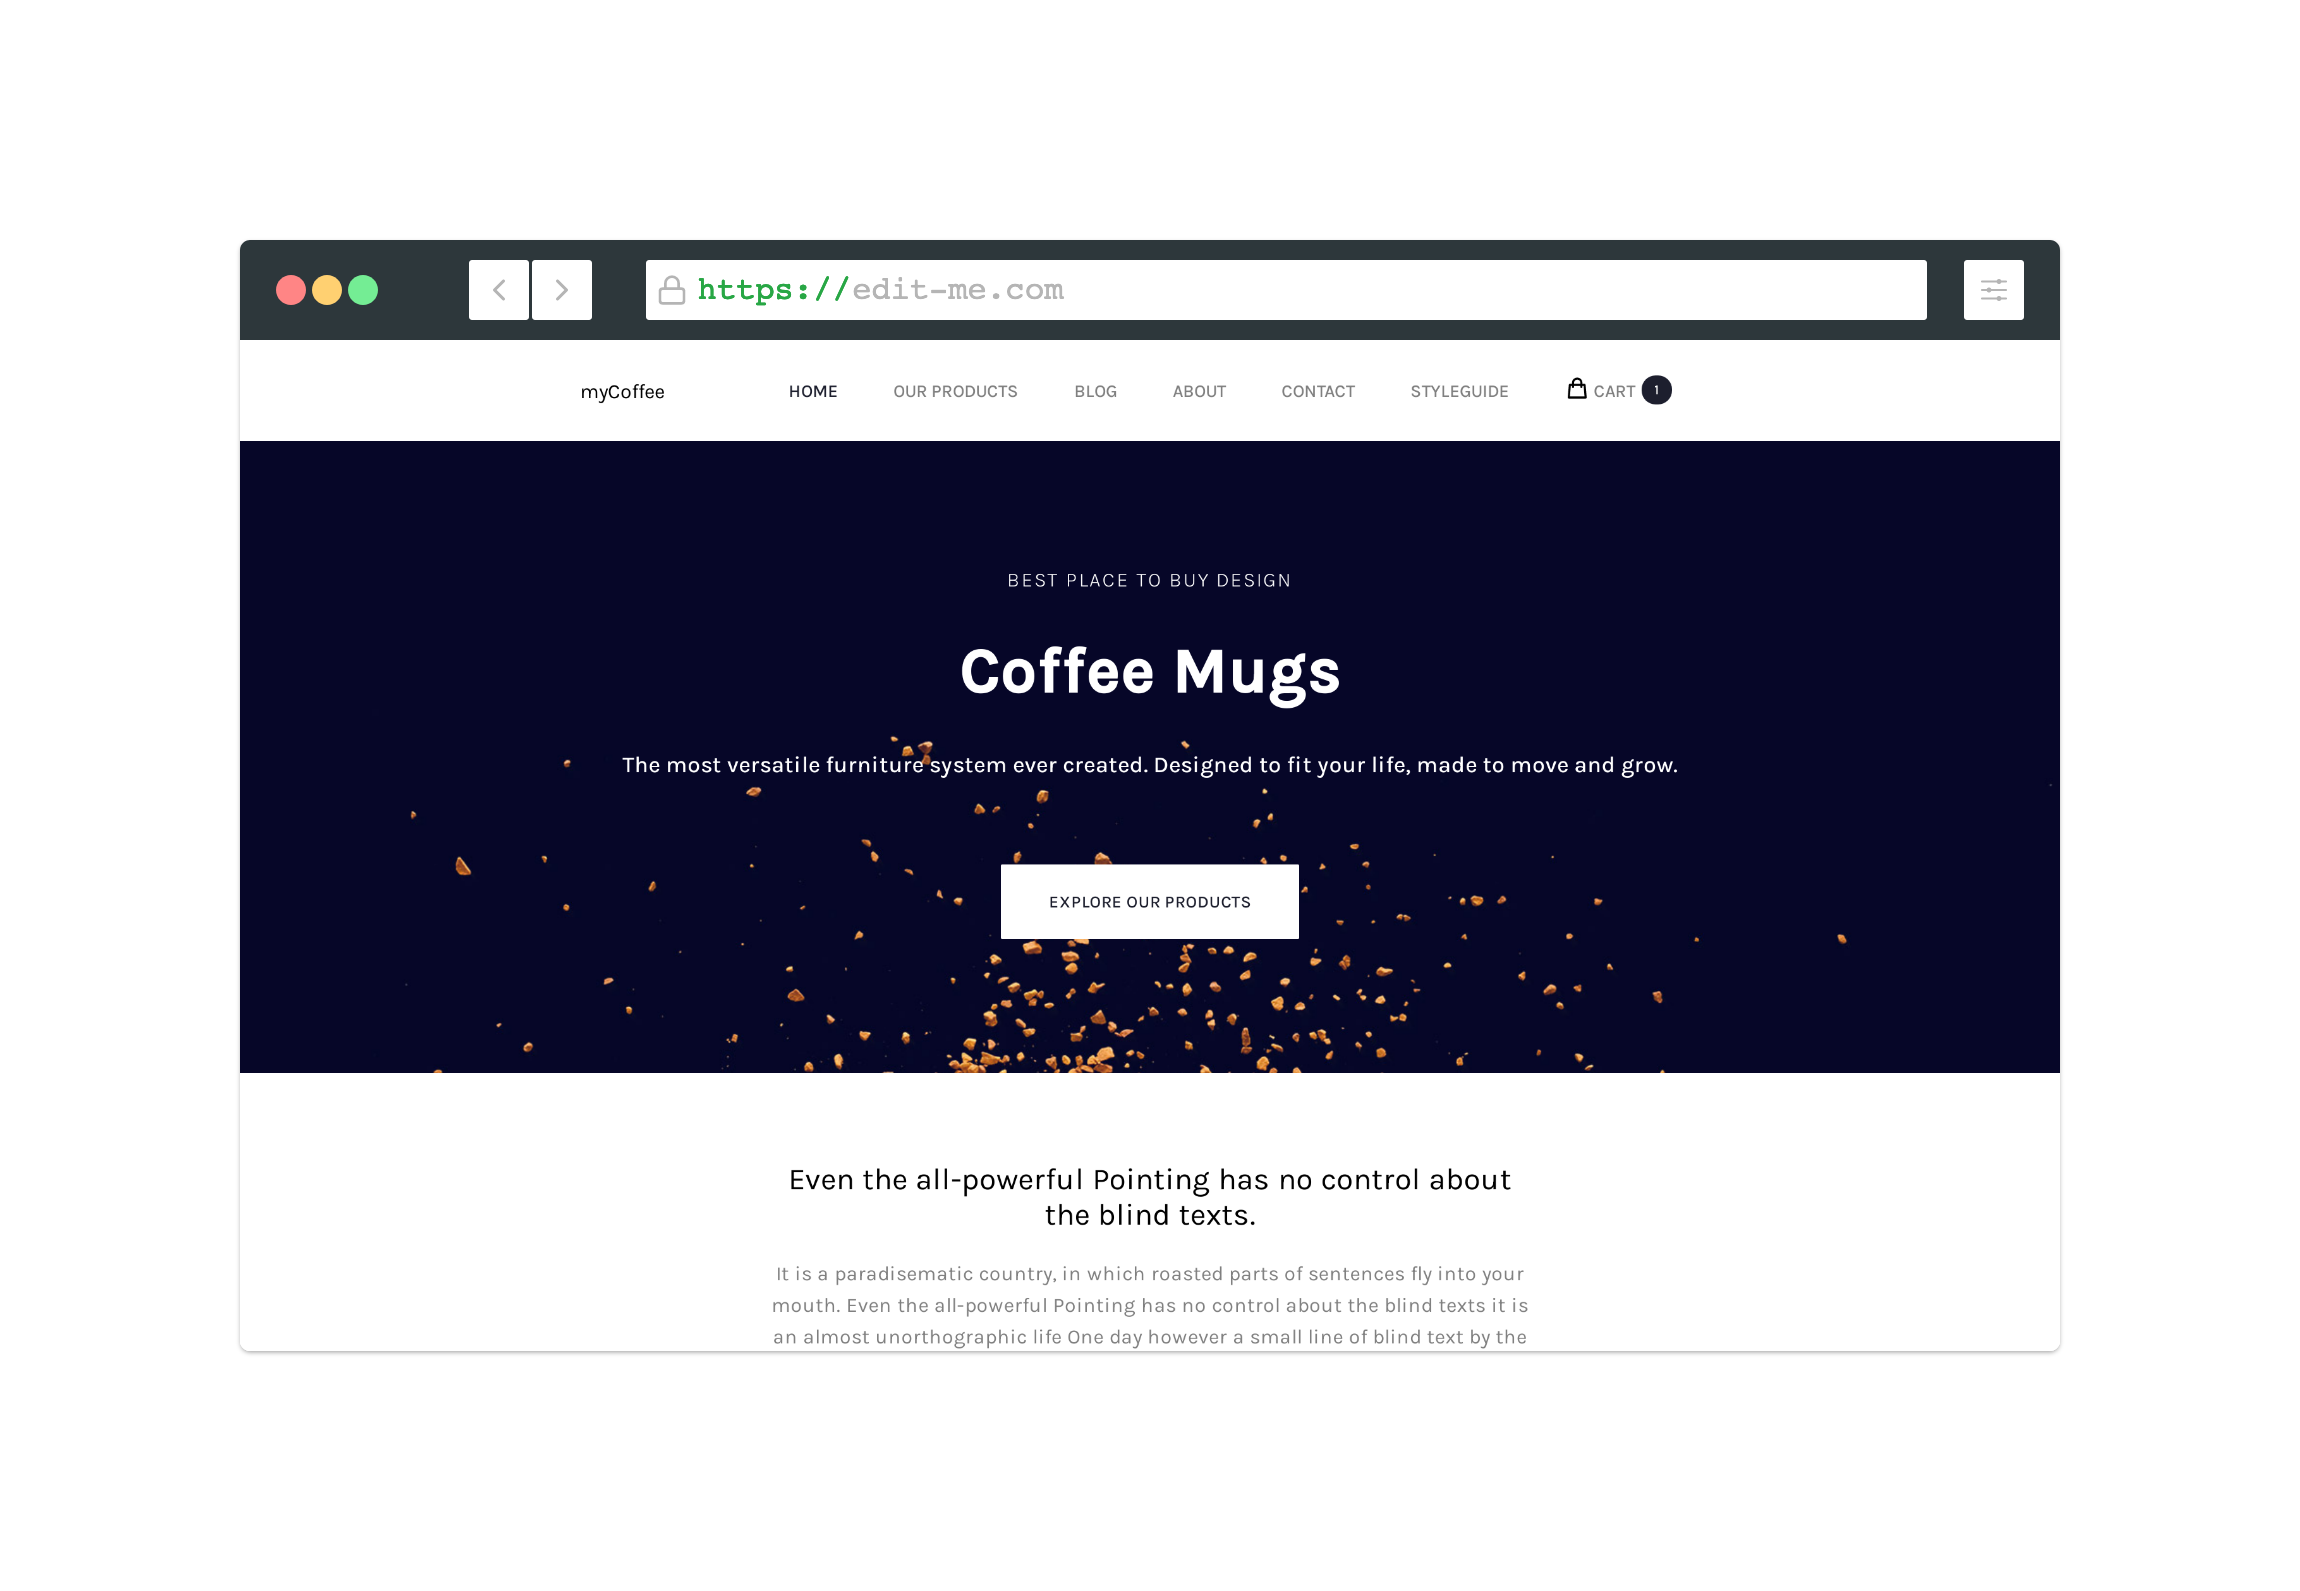 https://edit-me.com
myCoffee HOME OUR PRODUCTS BLOG ABOUT CONTACT STYLEGUIDE CART 1
BEST PLACE TO BUY DESIGN
Coffee Mugs
The most versatile furniture system ever created. Designed to fit your life, made to move and grow.
EXPLORE OUR PRODUCTS
Even the all-powerful Pointing has no control about
the blind texts.
It is a paradisematic country, in which roasted parts of sentences fly into your
mouth. Even the all-powerful Pointing has no control about the blind texts it is
an almost unorthographic life One day however a small line of blind text by the